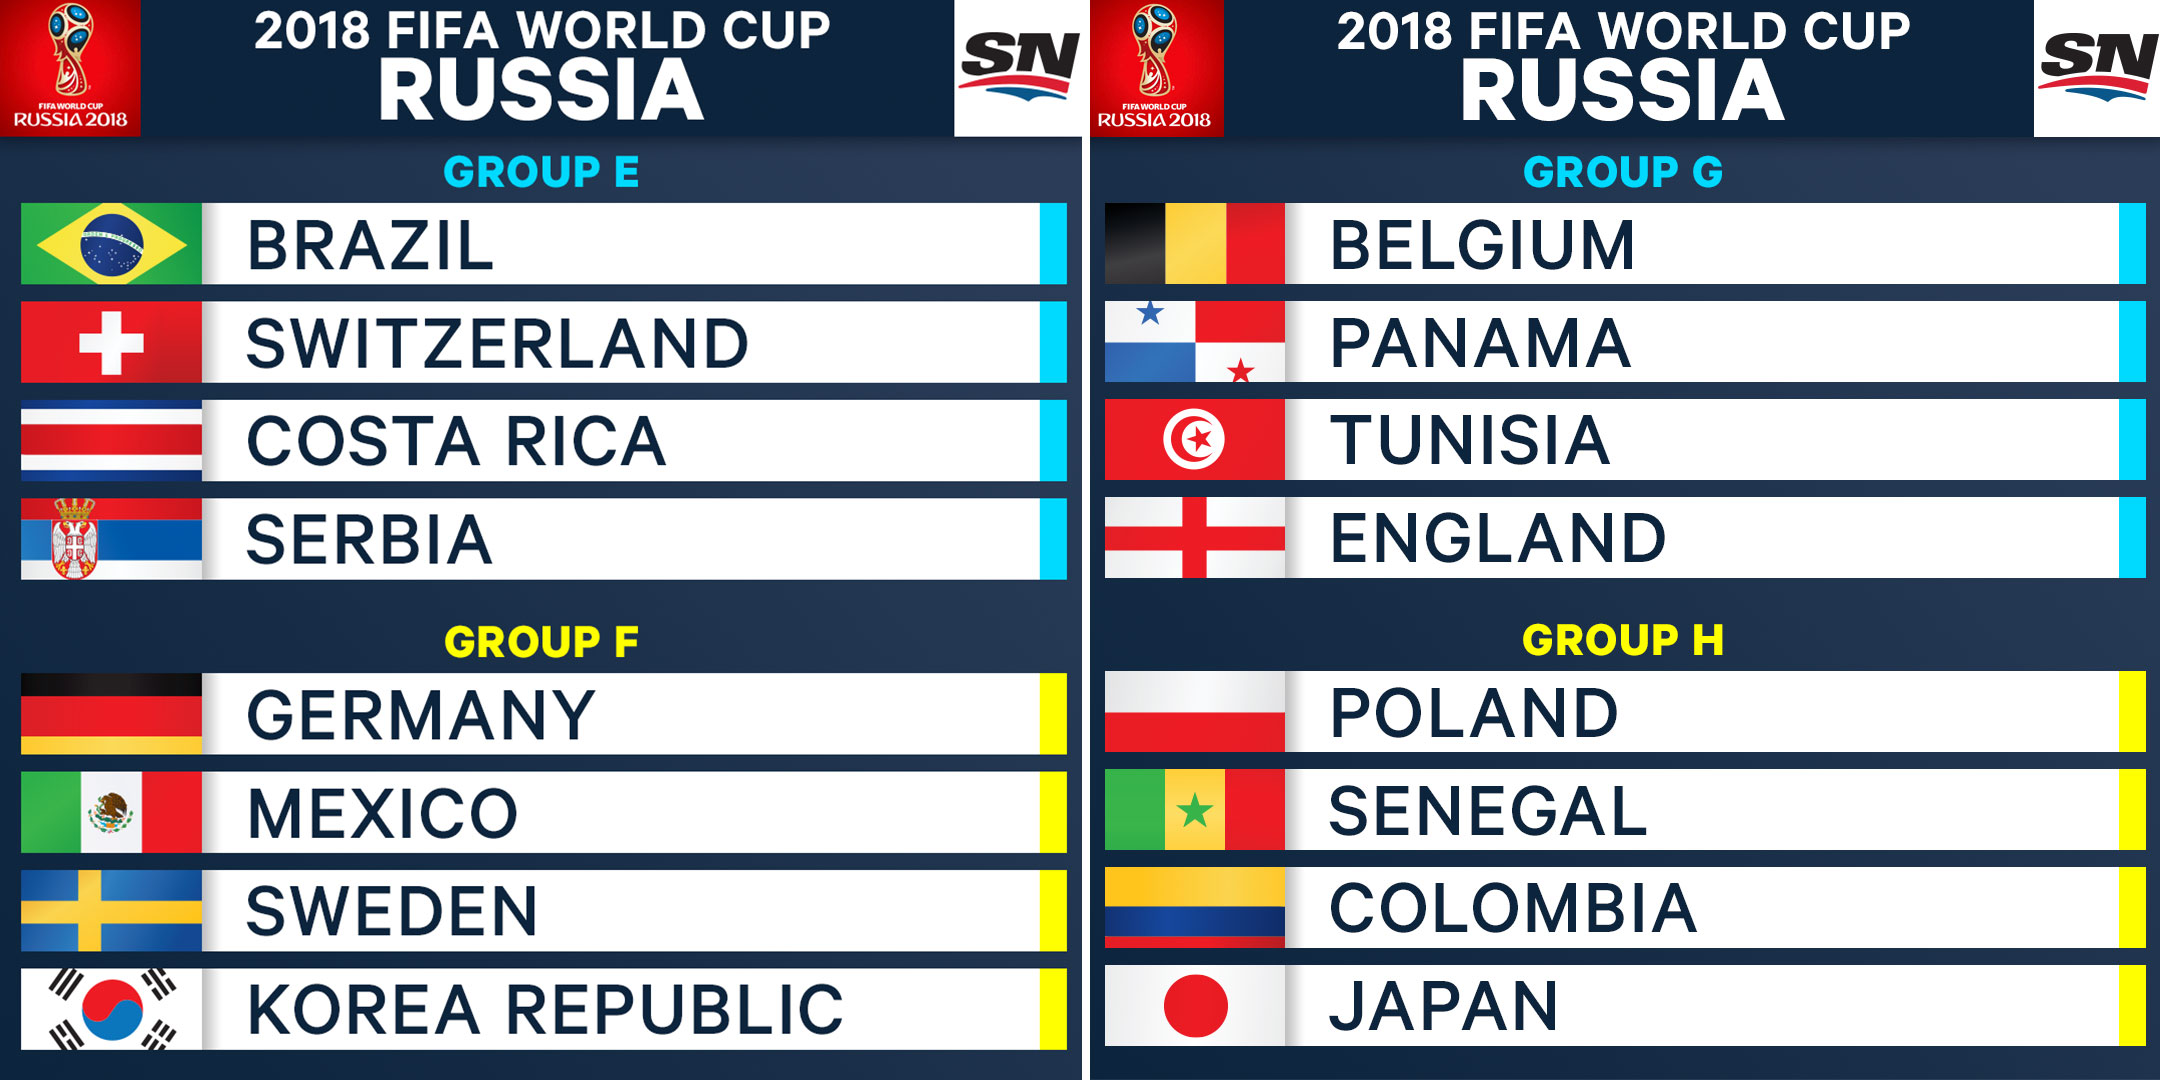 FIFA WORLD CUP
RUSSIA 2018
2018 FIFA WORLD CUP
RUSSIA
SN
GROUP E
BRAZIL
SWITZERLAND
COSTA RICA
SERBIA
GROUP F
GERMANY
MEXICO
SWEDEN
KOREA REPUBLIC
FIFA WORLD CUP
RUSSIA 2018
2018 FIFA WORLD CUP
RUSSIA
SN
GROUP G
BELGIUM
PANAMA
TUNISIA
ENGLAND
GROUP H
POLAND
SENEGAL
COLOMBIA
JAPAN